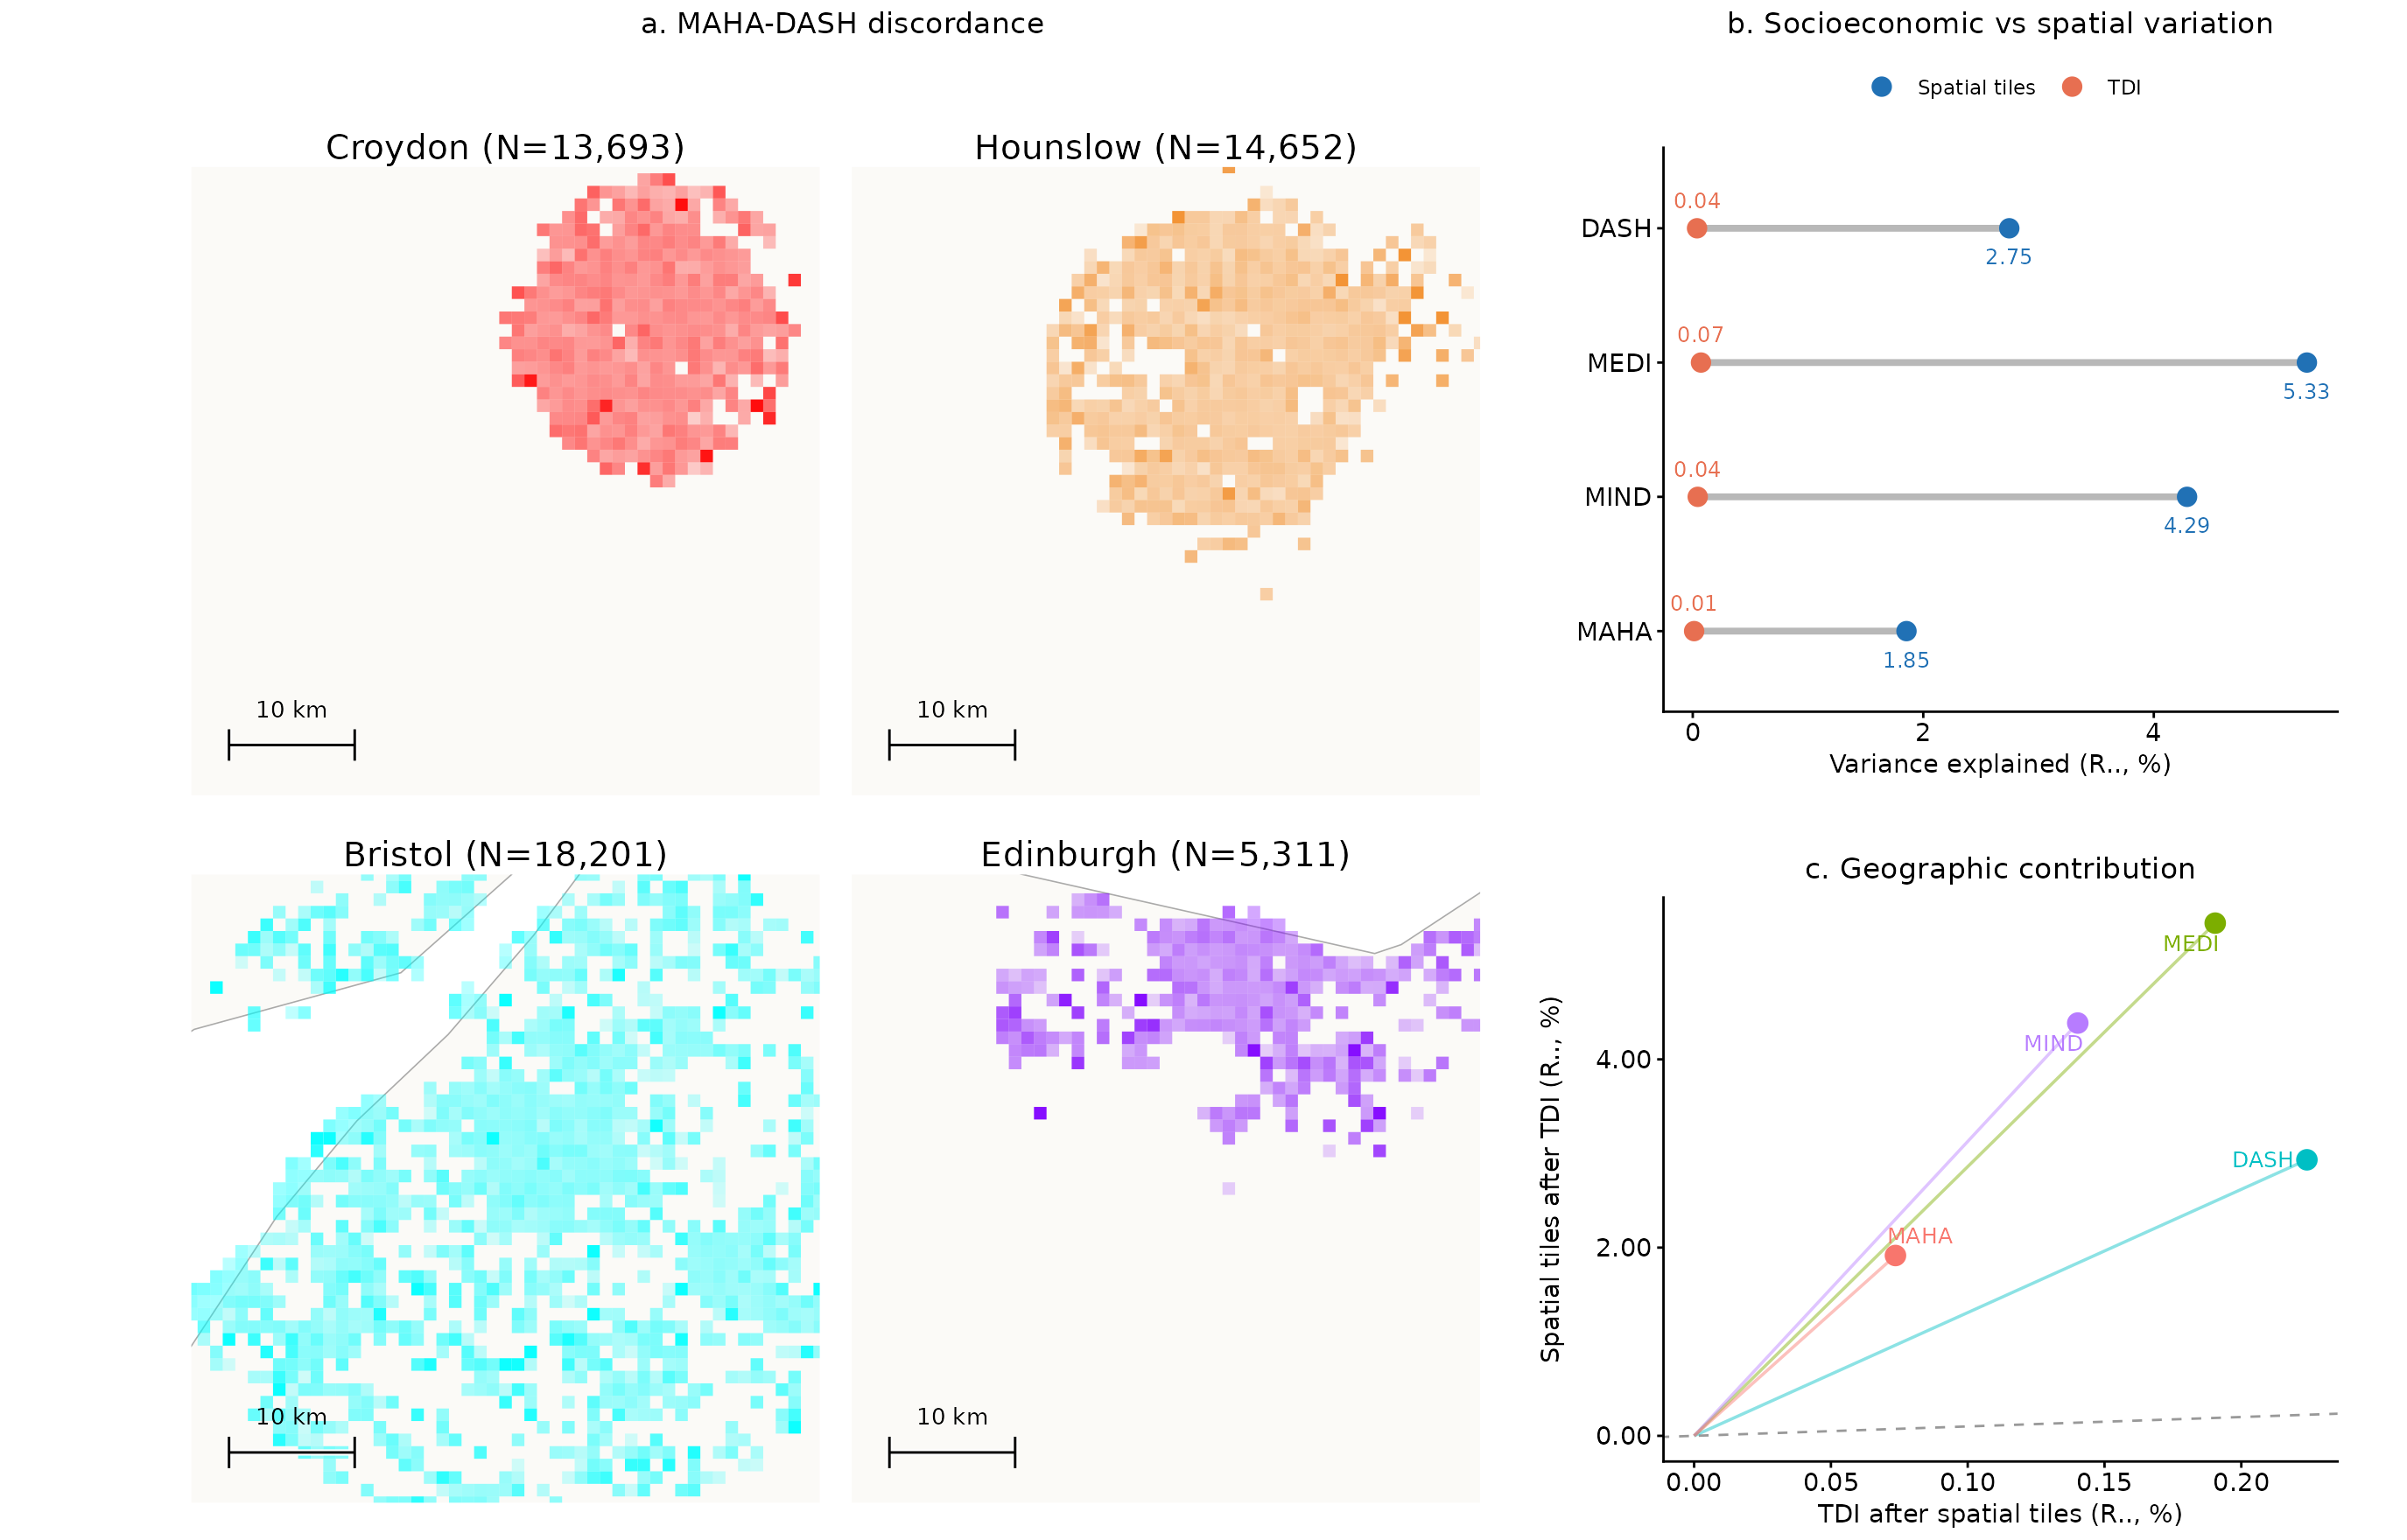 a. MAHA-DASH discordance
Croydon (N=13,693)
10 km
Hounslow (N=14,652)
10 km
Bristol (N=18,201)
10 km
Edinburgh (N=5,311)
10 km
b. Socioeconomic vs spatial variation
Spatial tiles TDI
DASH
0.04
2.75
MEDI
0.07
5.33
MIND
0.04
4.29
MAHA
0.01
1.85
0 2 4
Variance explained (R.., %)
c. Geographic contribution
Spatial tiles after TDI (R.., %)
4.00
2.00
0.00
MEDI
MIND
DASH
MAHA
0.00 0.05 0.10 0.15 0.20
TDI after spatial tiles (R.., %)